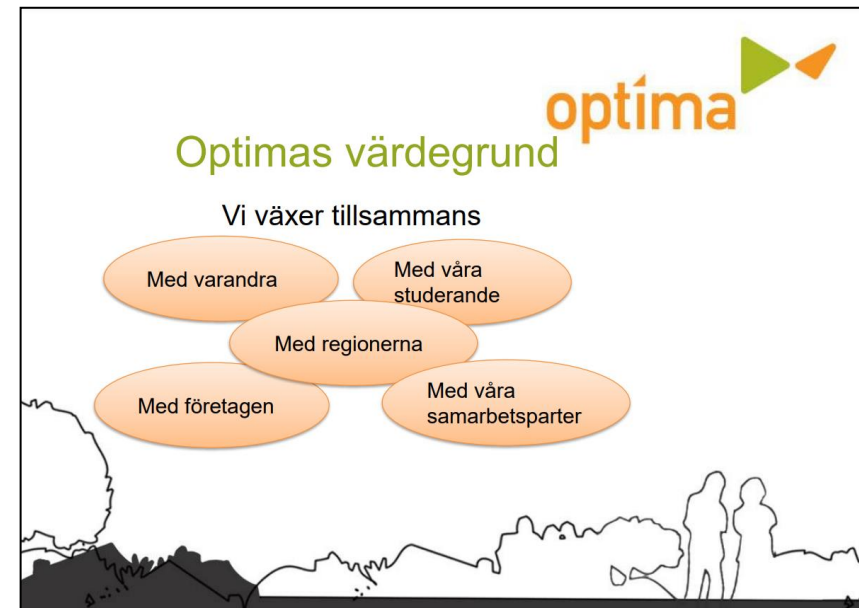 optima
Optimas värdegrund
Vi växer tillsammans
Med varandra
Med våra
studerande
Med regionerna
Med företagen
Med våra
samarbetsparter